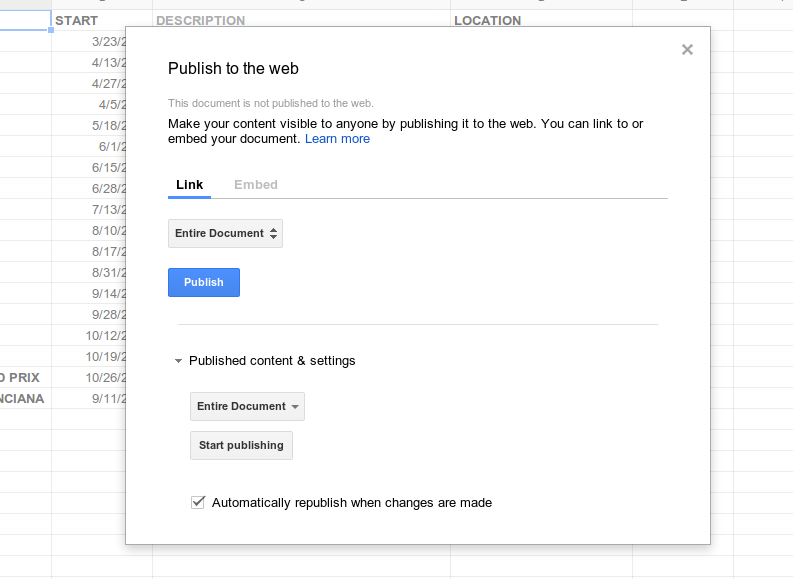 START DESCRIPTION LOCATION
Publish to the web
This document is not published to the web.
Make your content visible to anyone by publishing it to the web. You can link to or
embed your document. Learn more
Link Embed
Entire Document
Publish
Published content & settings
Entire Document
Start publishing
Automatically republish when changes are made
3/23/2
4/13/2
4/27/2
4/5/2
5/18/2
6/1/2
6/15/2
6/28/2
7/13/2
8/10/2
8/17/2
8/31/2
9/14/2
9/28/2
10/12/2
10/19/2
PRIX 10/26/2
NCIANA 9/11/2